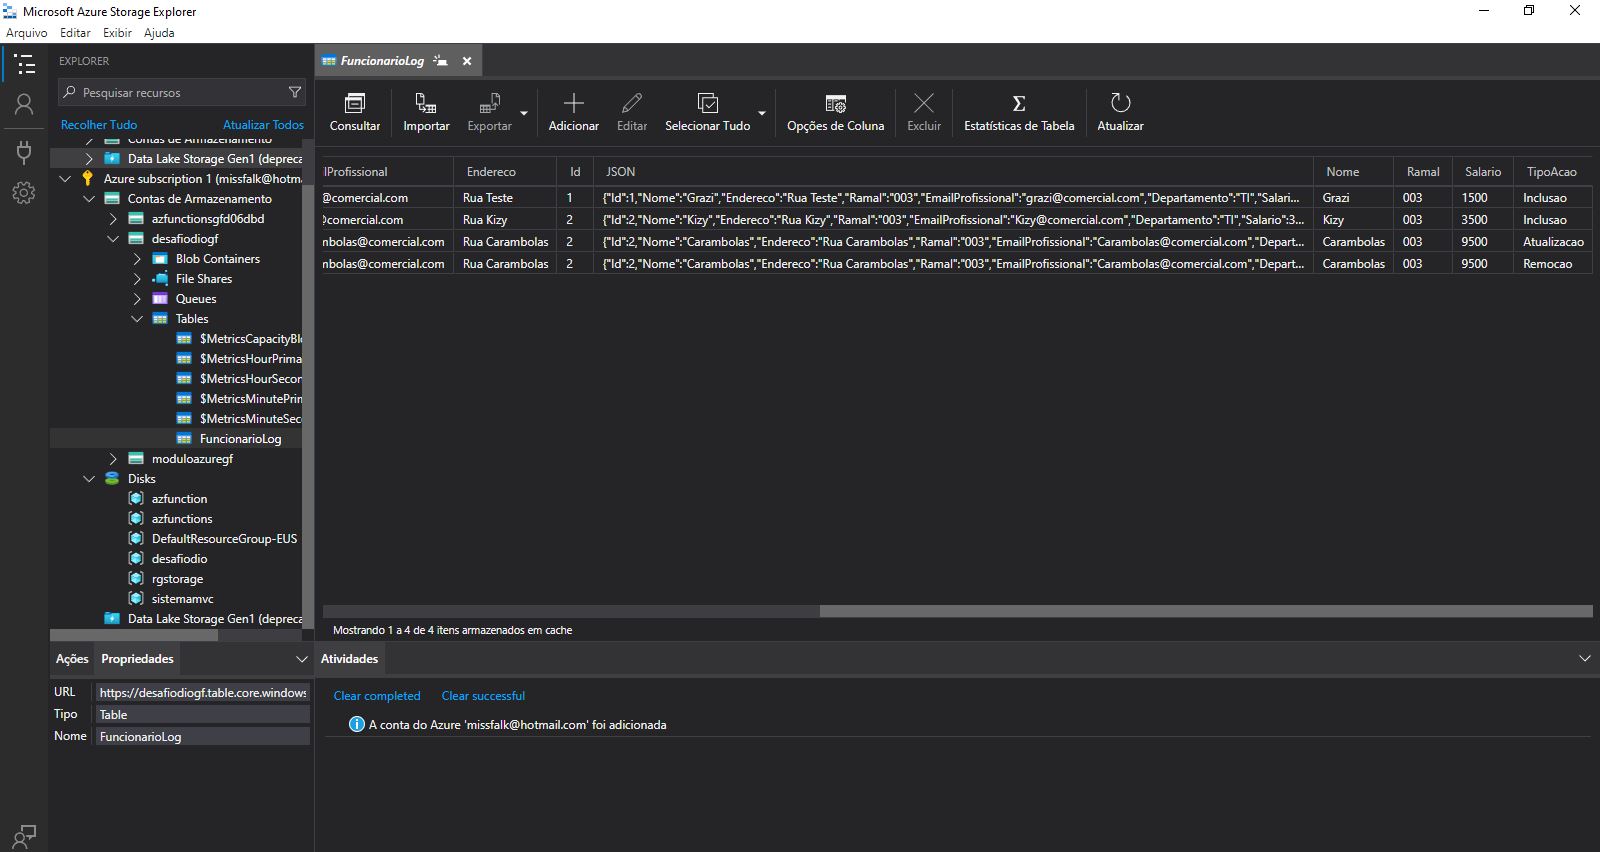 Microsoft Azure Storage Explorer
Arquivo Editar Exibir Ajuda
EXPLORER
Pesquisar recursos
Recolher Tudo Atualizar Todos
Contas de Armazenamento
Data Lake Storage Gen1 (depreca
Azure subscription 1 (missfalk@hotma
Contas de Armazenamento
azfunctionsgfd06dbd
desafiodiogf
Blob Containers
File Shares
Queues
Tables
$MetricsCapacityBl
$MetricsHourPrima
$MetricsHourSecon
$MetricsMinutePrin
$MetricsMinuteSec
FuncionarioLog
moduloazuregf
Disks
azfunction
azfunctions
DefaultResourceGroup-EUS
desafiodio
rgstorage
sistemamvc
Data Lake Storage Gen1 (depreca
Ações Propriedades
URL https://desafiodiogf.table.core.windows
Tipo Table
Nome FuncionarioLog
FuncionarioLog
Consultar Importar Exportar Adicionar Editar Selecionar Tudo Opções de Coluna Excluir Estatísticas de Tabela Atualizar
lProfissional Endereco Id JSON Nome Ramal Salario TipoAcao
@comercial.com Rua Teste 1 {"Id":1,"Nome":"Grazi","Endereco":"Rua Teste","Ramal":"003","EmailProfissional":"grazi@comercial.com","Departamento":"TI","Salari... Grazi 003 1500 Inclusao
@comercial.com Rua Kizy 2 {"Id":2,"Nome":"Kizy","Endereco":"Rua Kizy","Ramal":"003","EmailProfissional":"Kizy@comercial.com","Departamento":"TI","Salario":3... Kizy 003 3500 Inclusao
mbolas@comercial.com Rua Carambolas 2 {"Id":2,"Nome":"Carambolas","Endereco":"Rua Carambolas","Ramal":"003","EmailProfissional":"Carambolas@comercial.com","Depart... Carambolas 003 9500 Atualizacao
mbolas@comercial.com Rua Carambolas 2 {"Id":2,"Nome":"Carambolas","Endereco":"Rua Carambolas","Ramal":"003","EmailProfissional":"Carambolas@comercial.com","Depart... Carambolas 003 9500 Remocao
Mostrando 1 a 4 de 4 itens armazenados em cache
Atividades
Clear completed Clear successful
A conta do Azure 'missfalk@hotmail.com' foi adicionada